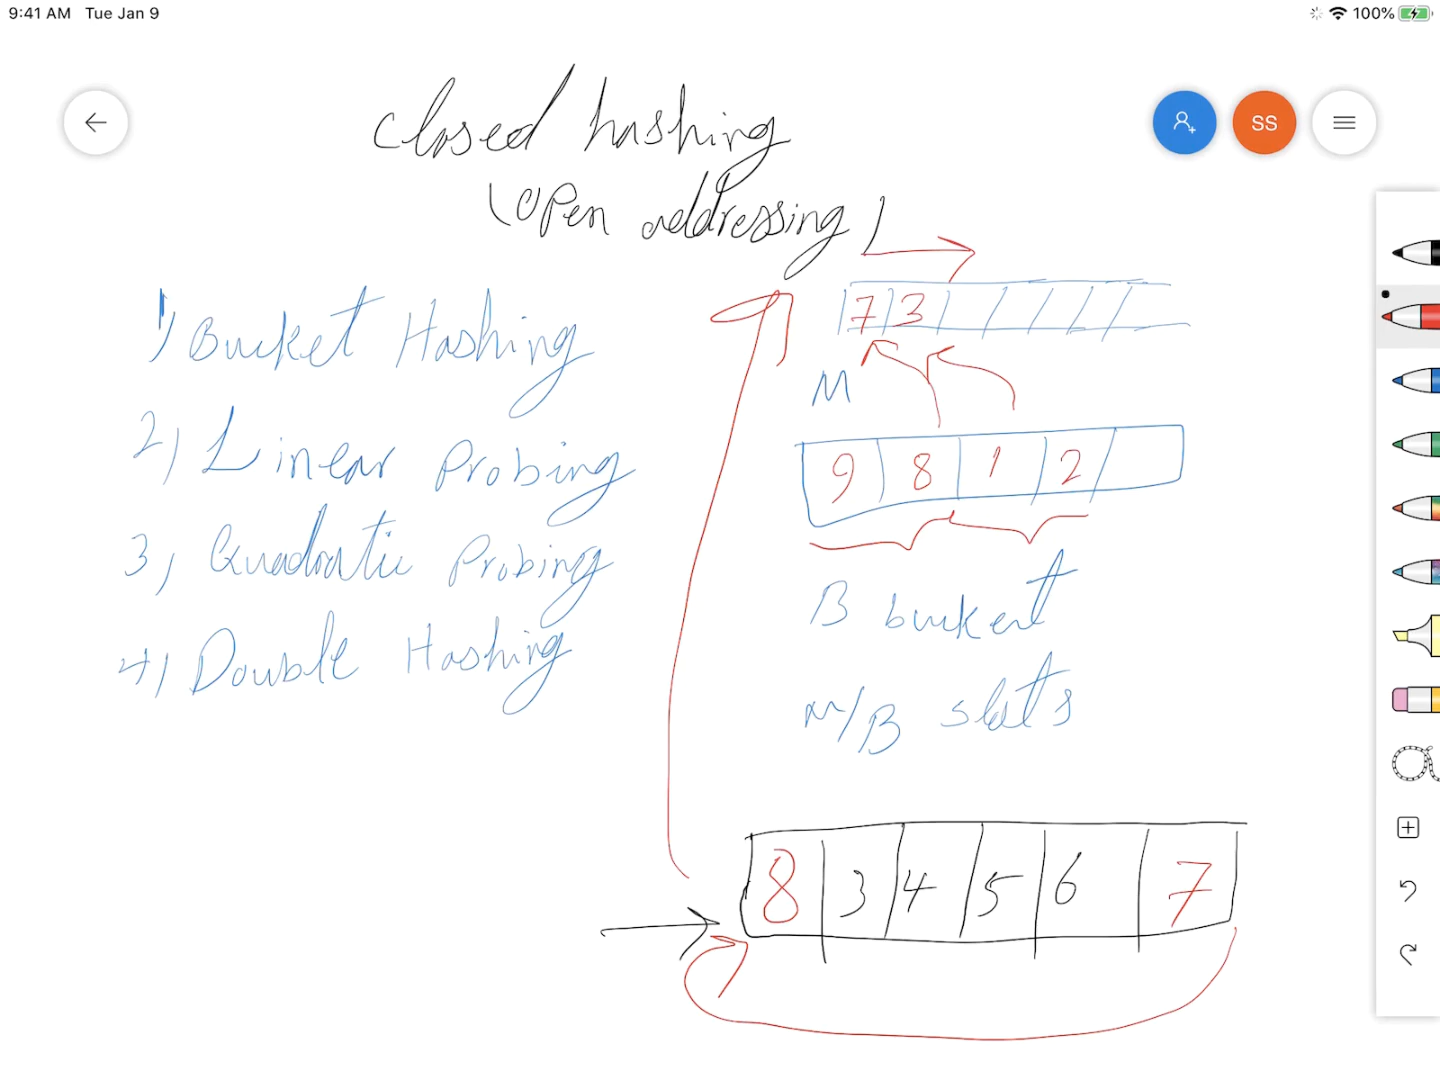 9:41 AM Tue Jan 9
100%
SS
Closed hashing
(Open addressing)
1) Bucket Hashing
2) Linear Probing
3) Quadratic Probing
4) Double Hashing
7 3
M
9 8 1 2
B bucket
M/B slots
8 3 4 5 6 7